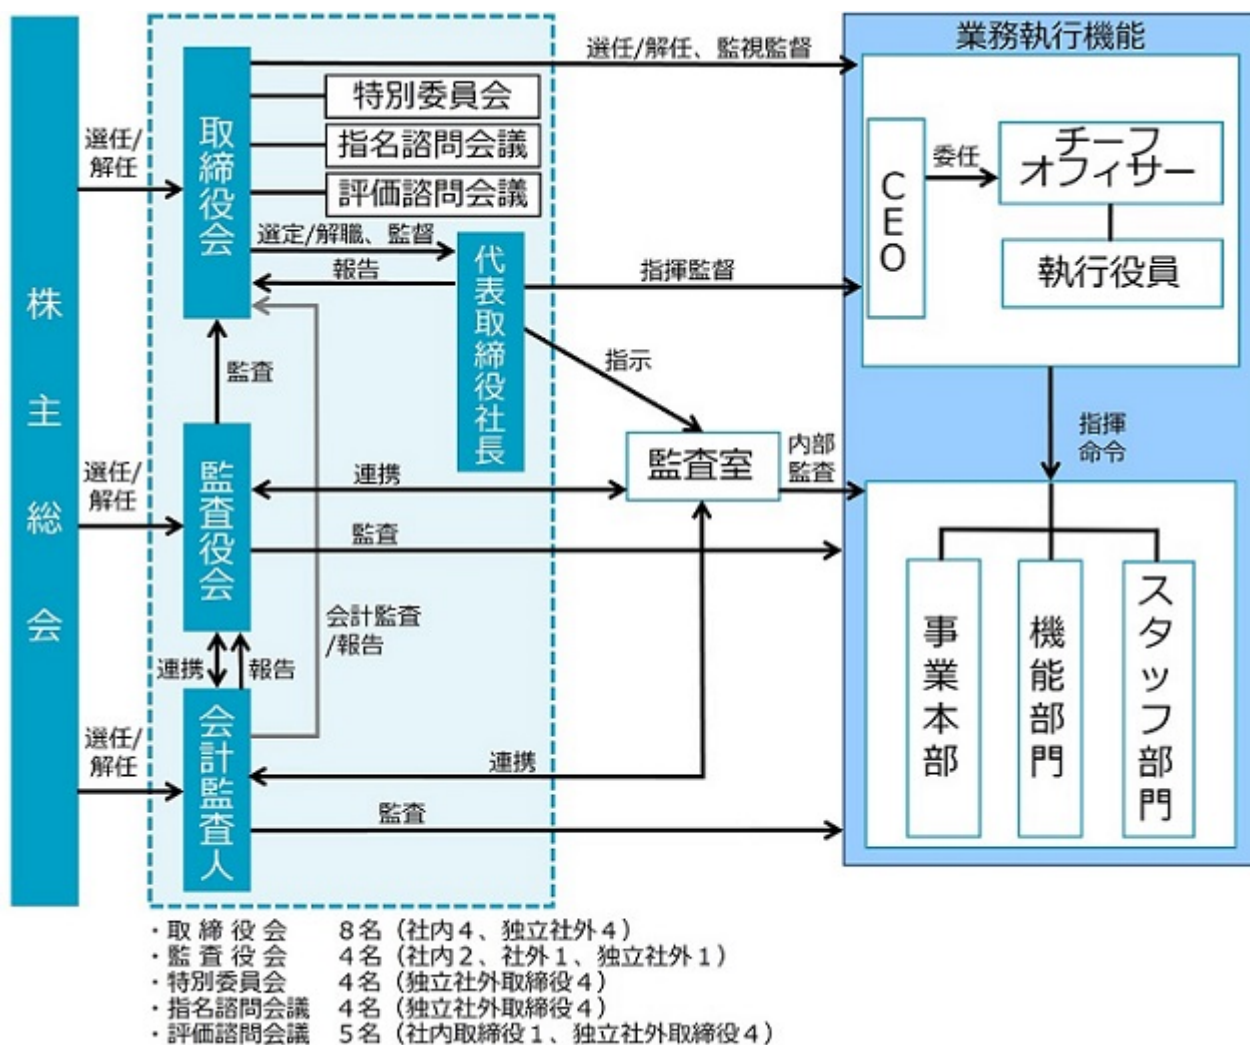 株主総会
選任/
解任
選任/
解任
選任/
解任
取締役会
特別委員会
指名諮問会議
評価諮問会議
選定/解職、監督
報告
代表取締役社長
監査
監査役会
連携
監査
会計監査
/報告
連携
報告
会計監査人
連携
監査
選任/解任、監視監督
指揮監督
指示
監査室
内部
監査
業務執行機能
CEO
委任
チーフ
オフィサー
執行役員
指揮
命令
事業本部
機能部門
スタッフ部門
・取 締 役 会　8名（社内４、独立社外４）
・監 査 役 会　4名（社内２、社外１、独立社外１）
・特別委員会　4名（独立社外取締役４）
・指名諮問会議　4名（独立社外取締役４）
・評価諮問会議　5名（社内取締役１、独立社外取締役４）